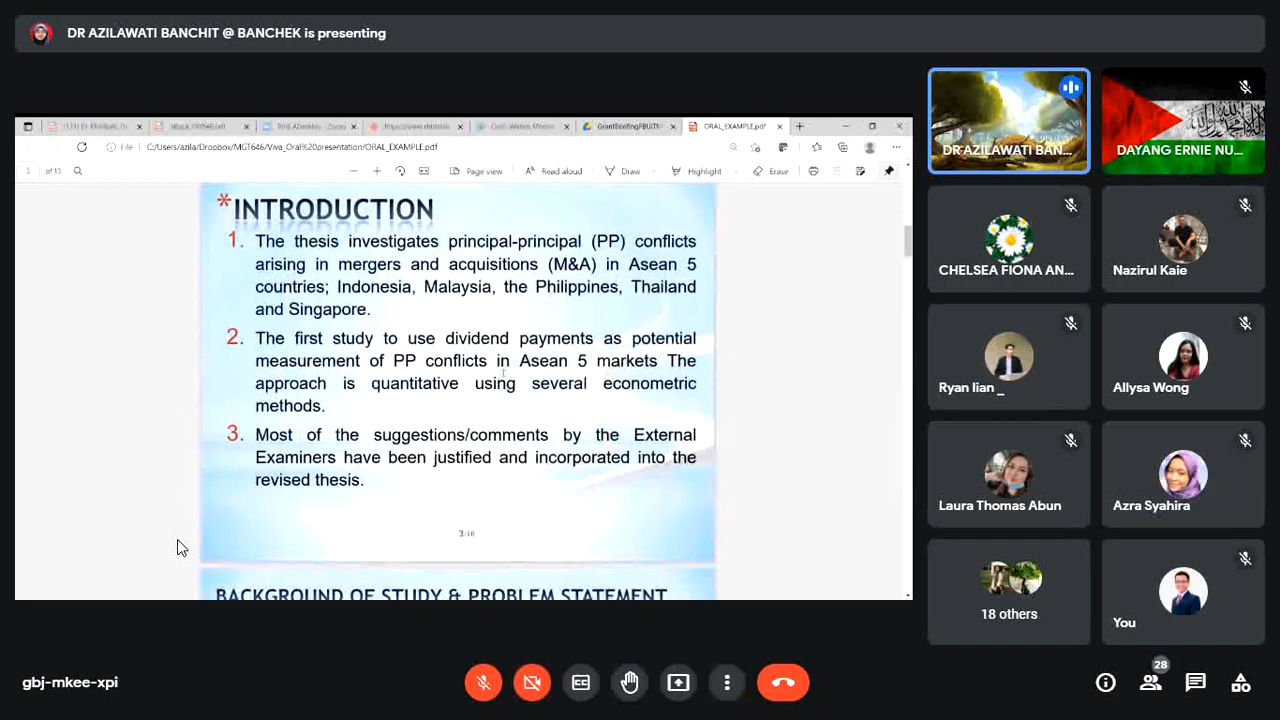 DR AZILAWATI BANCHIT @ BANCHEK is presenting
GrantBriefingFBUiTM
ORAL_EXAMPLE.pdf
File
C:/Users/azila/Dropbox/MGT646/Viva_Oral%20presentation/ORAL_EXAMPLE.pdf
3 of 13
Page view
Read aloud
Draw
Highlight
Erase
*INTRODUCTION
1. The thesis investigates principal-principal (PP) conflicts
arising in mergers and acquisitions (M&A) in Asean 5
countries; Indonesia, Malaysia, the Philippines, Thailand
and Singapore.
2. The first study to use dividend payments as potential
measurement of PP conflicts in Asean 5 markets The
approach is quantitative using several econometric
methods.
3. Most of the suggestions/comments by the External
Examiners have been justified and incorporated into the
revised thesis.
3/10
BACKGROUND OF STUDY & PROBLEM STATEMENT
DR AZILAWATI BAN...
DAYANG ERNIE NU...
CHELSEA FIONA AN...
Nazirul Kaie
Ryan lian _
Allysa Wong
Laura Thomas Abun
Azra Syahira
18 others
You
gbj-mkee-xpi
CC
28